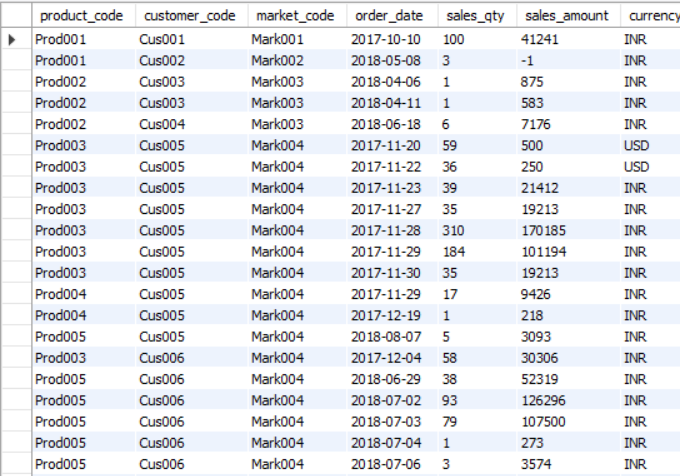 product_code customer_code market_code order_date sales_qty sales_amount currency
Prod001 Cus001 Mark001 2017-10-10 100 41241 INR
Prod001 Cus002 Mark002 2018-05-08 3 -1 INR
Prod002 Cus003 Mark003 2018-04-06 1 875 INR
Prod002 Cus003 Mark003 2018-04-11 1 583 INR
Prod002 Cus004 Mark003 2018-06-18 6 7176 INR
Prod003 Cus005 Mark004 2017-11-20 59 500 USD
Prod003 Cus005 Mark004 2017-11-22 36 250 USD
Prod003 Cus005 Mark004 2017-11-23 39 21412 INR
Prod003 Cus005 Mark004 2017-11-27 35 19213 INR
Prod003 Cus005 Mark004 2017-11-28 310 170185 INR
Prod003 Cus005 Mark004 2017-11-29 184 101194 INR
Prod003 Cus005 Mark004 2017-11-30 35 19213 INR
Prod004 Cus005 Mark004 2017-11-29 17 9426 INR
Prod004 Cus005 Mark004 2017-12-19 1 218 INR
Prod005 Cus005 Mark004 2018-08-07 5 3093 INR
Prod003 Cus006 Mark004 2017-12-04 58 30306 INR
Prod005 Cus006 Mark004 2018-06-29 38 52319 INR
Prod005 Cus006 Mark004 2018-07-02 93 126296 INR
Prod005 Cus006 Mark004 2018-07-03 79 107500 INR
Prod005 Cus006 Mark004 2018-07-04 1 273 INR
Prod005 Cus006 Mark004 2018-07-06 3 3574 INR